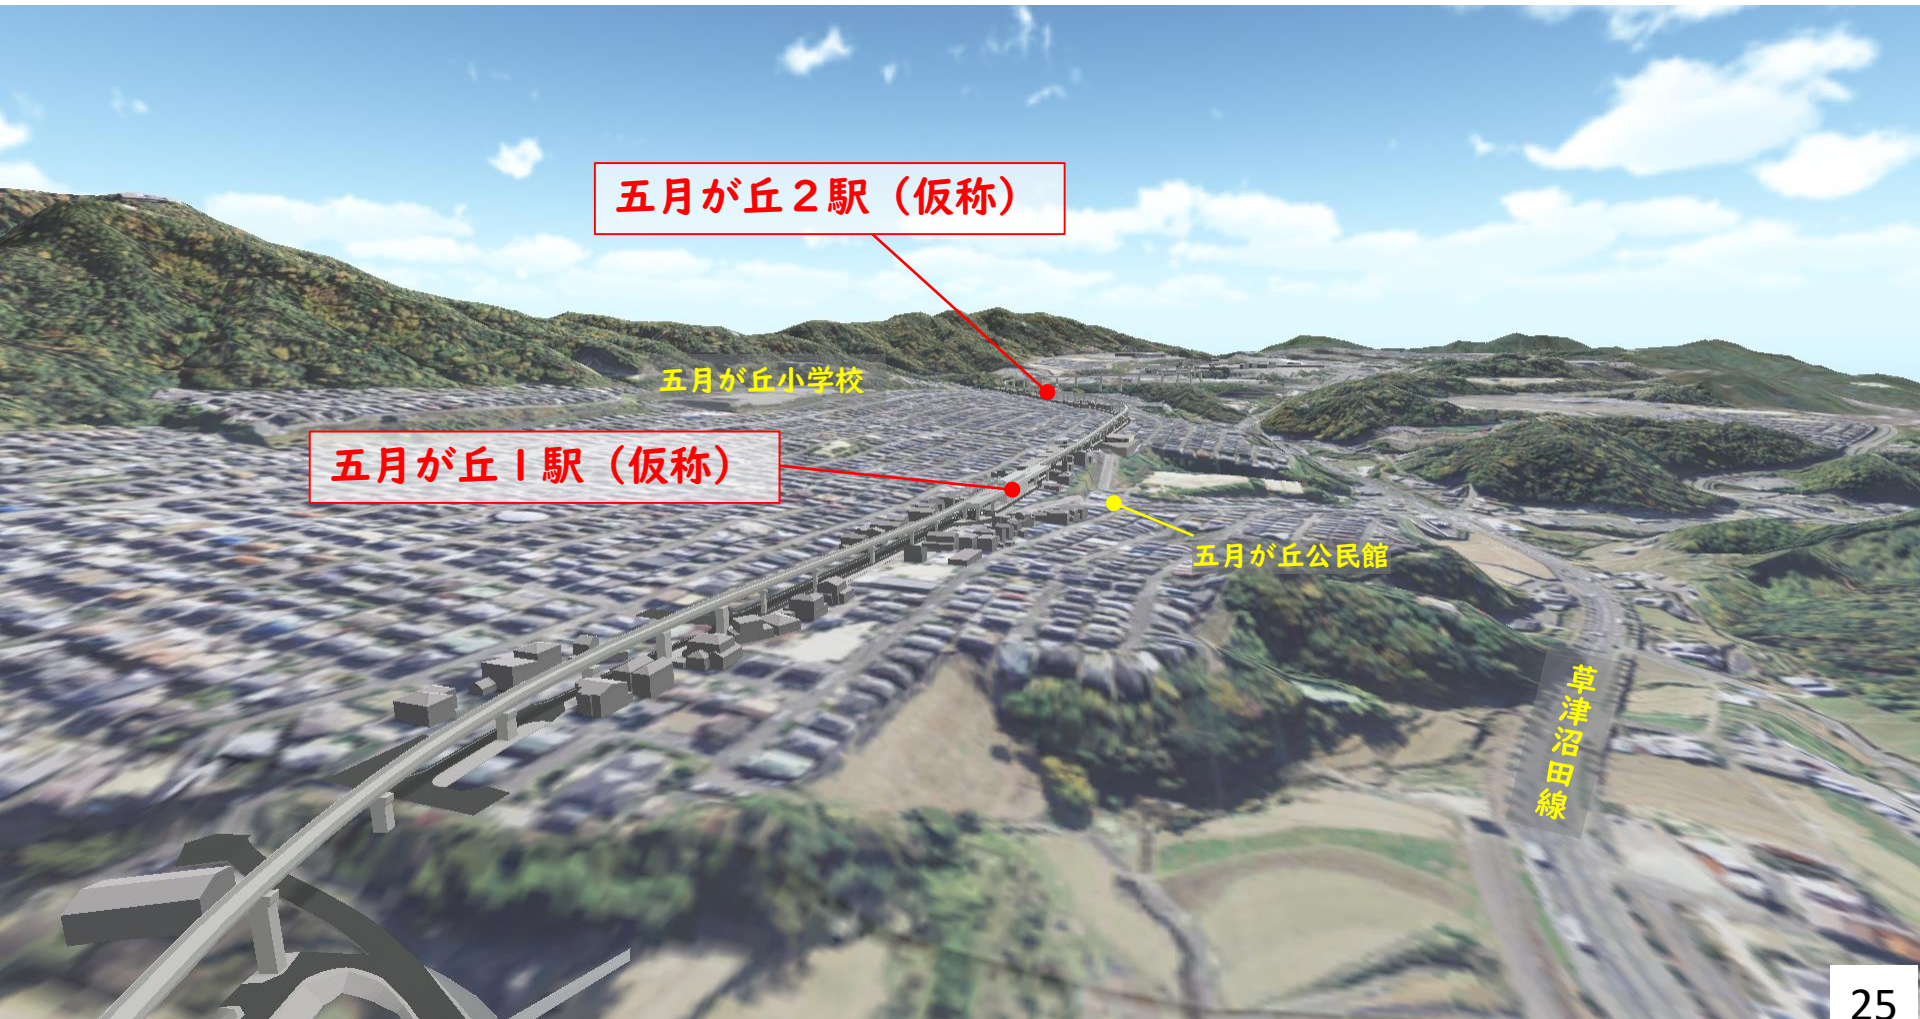 五月が丘２駅（仮称）
五月が丘小学校
五月が丘１駅（仮称）
五月が丘公民館
草津沼田線
25